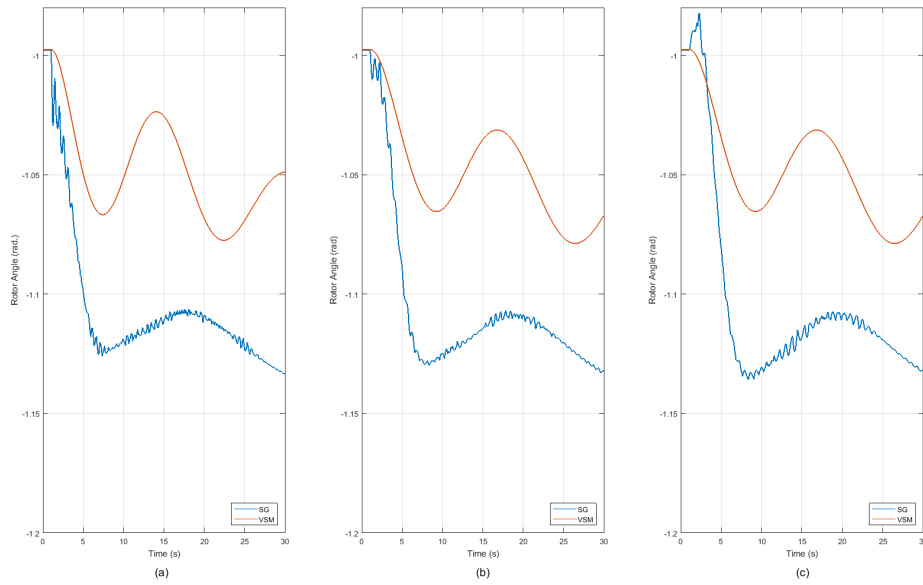 -1
-1.05
-1.1
-1.15
-1.2
Rotor Angle (rad.)
0 5 10 15 20 25 30
Time (s)
SG
VSM
(a)
-1
-1.05
-1.1
-1.15
-1.2
Rotor Angle (rad)
0 5 10 15 20 25 30
Time (s)
SG
VSM
(b)
-1
-1.05
-1.1
-1.15
-1.2
Rotor Angle (rad)
0 5 10 15 20 25 30
Time (s)
SG
VSM
(c)